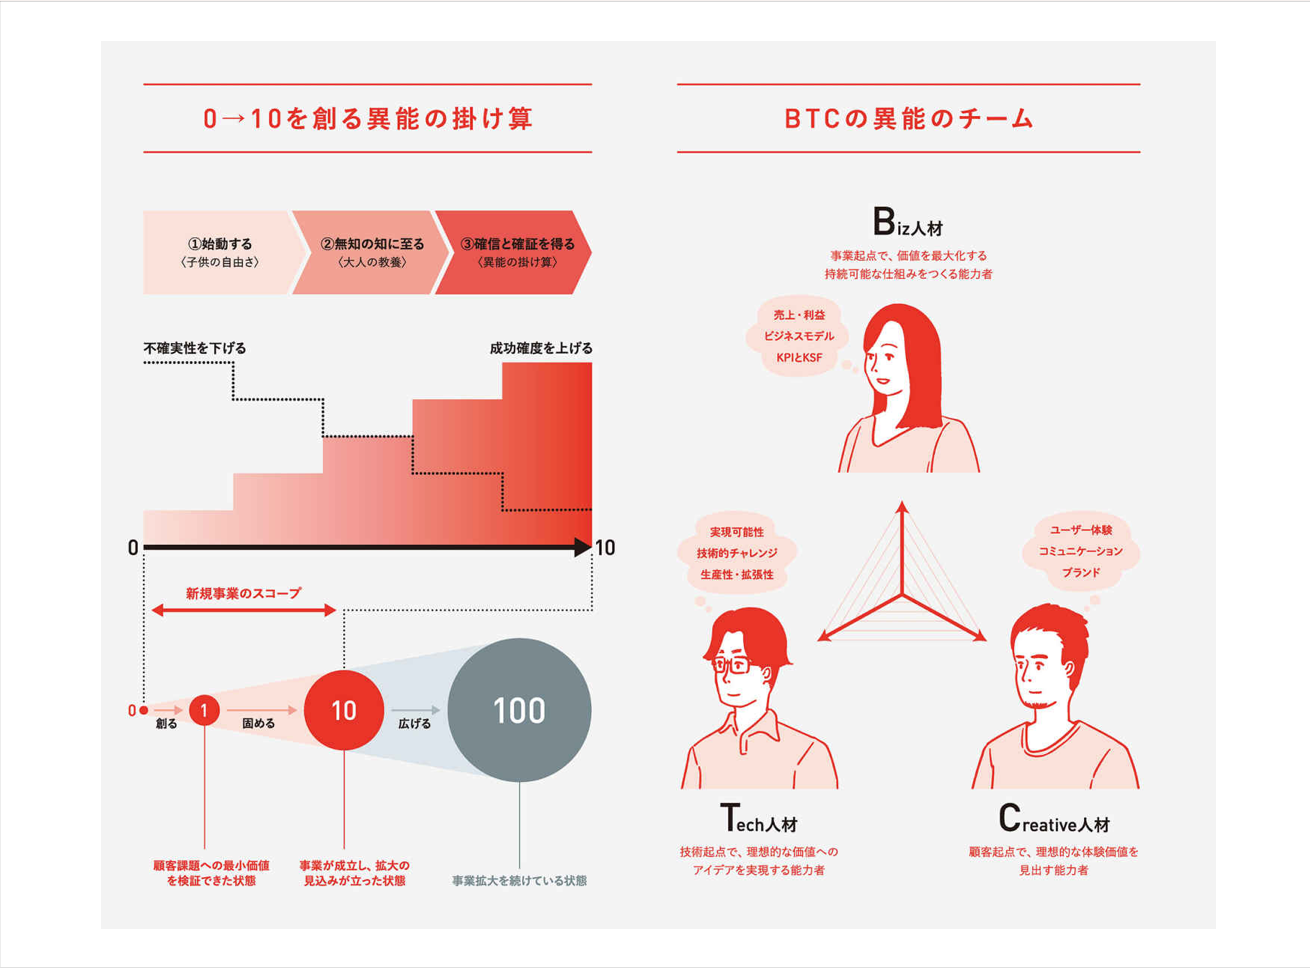 0→10を創る異能の掛け算
①始動する
〈子供の自由さ〉
②無知の知に至る
〈大人の教養〉
③確信と確証を得る
〈異能の掛け算〉
不確実性を下げる
成功確度を上げる
0
10
新規事業のスコープ
0
創る
1
固める
10
広げる
100
顧客課題への最小価値
を検証できた状態
事業が成立し、拡大の
見込みが立った状態
事業拡大を続けている状態
BTCの異能のチーム
Biz人材
事業起点で、価値を最大化する
持続可能な仕組みをつくる能力者
売上・利益
ビジネスモデル
KPIとKSF
実現可能性
技術的チャレンジ
生産性・拡張性
ユーザー体験
コミュニケーション
ブランド
Tech人材
技術起点で、理想的な価値への
アイデアを実現する能力者
Creative人材
顧客起点で、理想的な体験価値を
見出す能力者